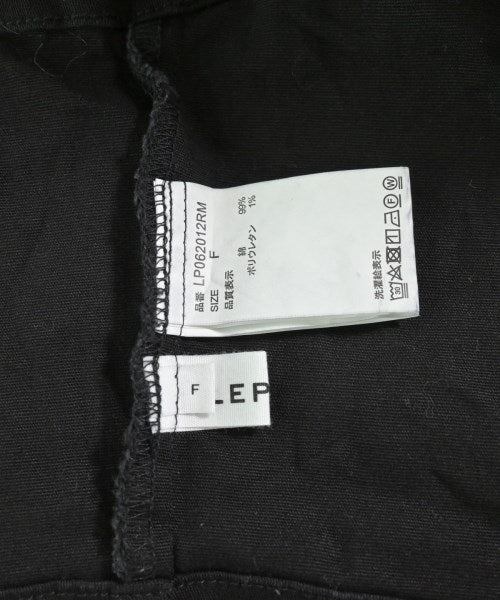 品番 LP062012RM
SIZE F
品質表示
綿 99%
ポリウレタン 1%
洗濯絵表示
F
LEP